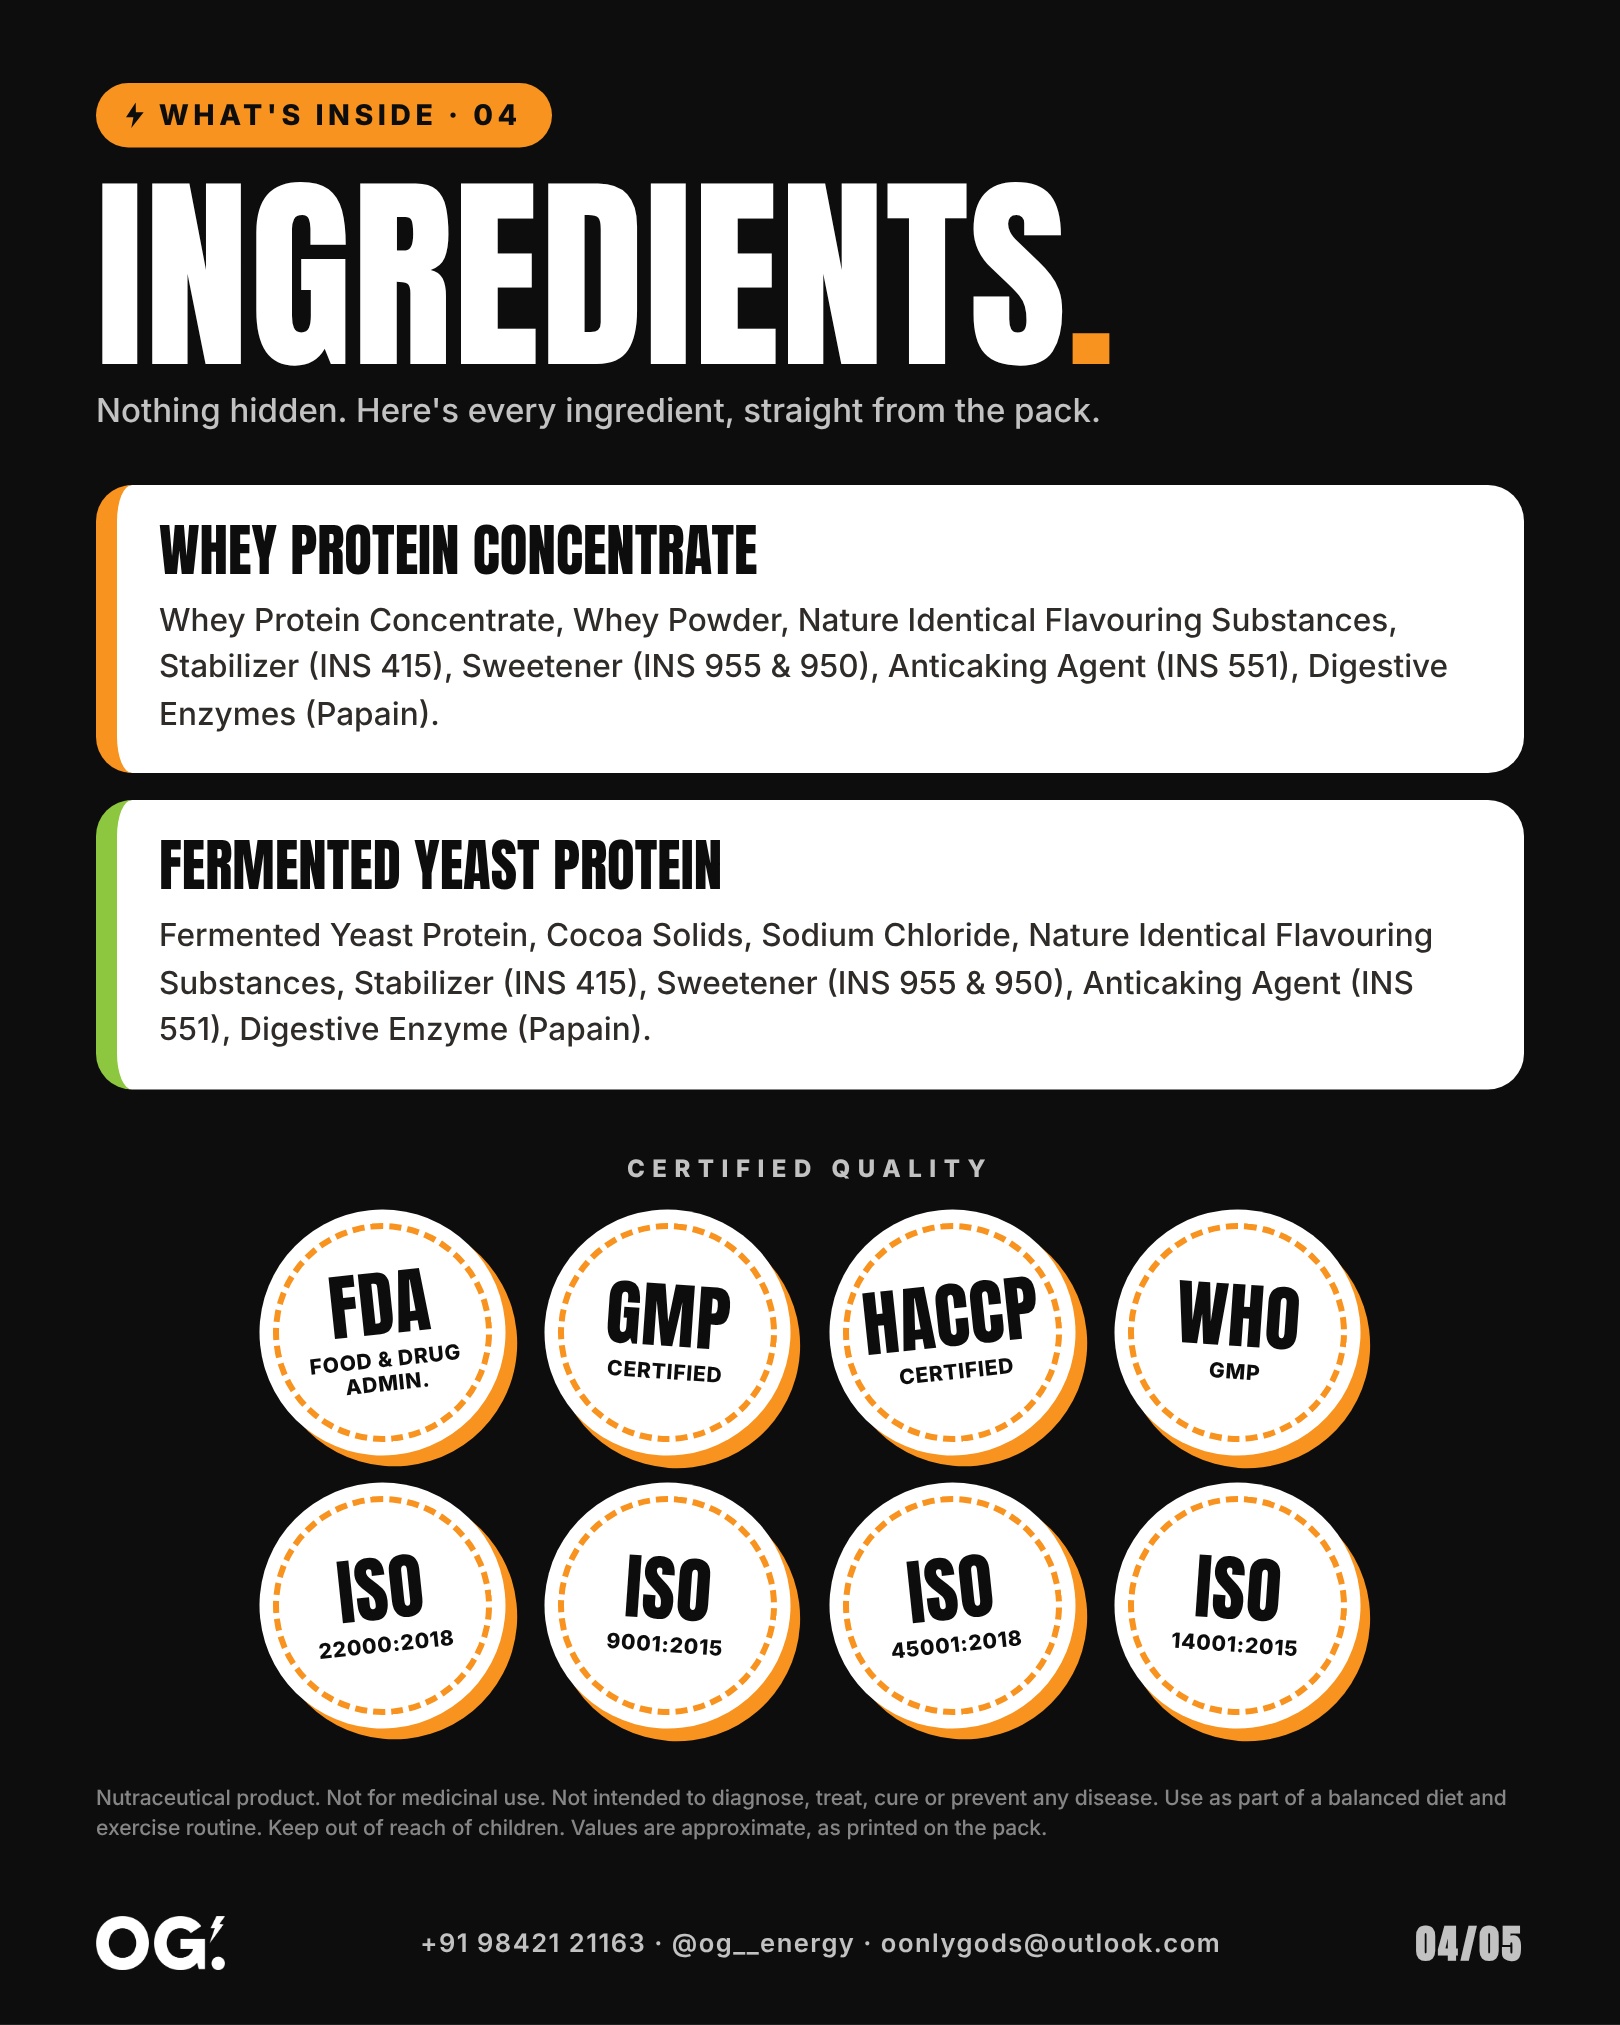 WHAT'S INSIDE · 04
INGREDIENTS.
Nothing hidden. Here's every ingredient, straight from the pack.
WHEY PROTEIN CONCENTRATE
Whey Protein Concentrate, Whey Powder, Nature Identical Flavouring Substances,
Stabilizer (INS 415), Sweetener (INS 955 & 950), Anticaking Agent (INS 551), Digestive
Enzymes (Papain).
FERMENTED YEAST PROTEIN
Fermented Yeast Protein, Cocoa Solids, Sodium Chloride, Nature Identical Flavouring
Substances, Stabilizer (INS 415), Sweetener (INS 955 & 950), Anticaking Agent (INS
551), Digestive Enzyme (Papain).
CERTIFIED QUALITY
FDA
FOOD & DRUG
ADMIN.
GMP
CERTIFIED
HACCP
CERTIFIED
WHO
GMP
ISO
22000:2018
ISO
9001:2015
ISO
45001:2018
ISO
14001:2015
Nutraceutical product. Not for medicinal use. Not intended to diagnose, treat, cure or prevent any disease. Use as part of a balanced diet and
exercise routine. Keep out of reach of children. Values are approximate, as printed on the pack.
OG!
+91 98421 21163 · @og__energy · oonlygods@outlook.com
04/05